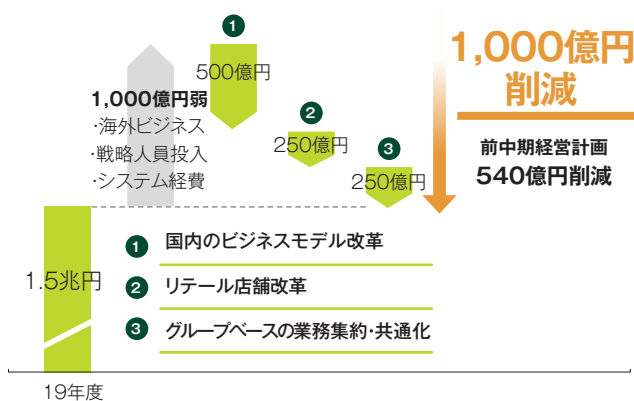 1
500億円
1,000億円弱
・海外ビジネス
・戦略人員投入
・システム経費
2
250億円
3
250億円
1,000億円
削減
前中期経営計画
540億円削減
1.5兆円
1 国内のビジネスモデル改革
2 リテール店舗改革
3 グループベースの業務集約・共通化
19年度